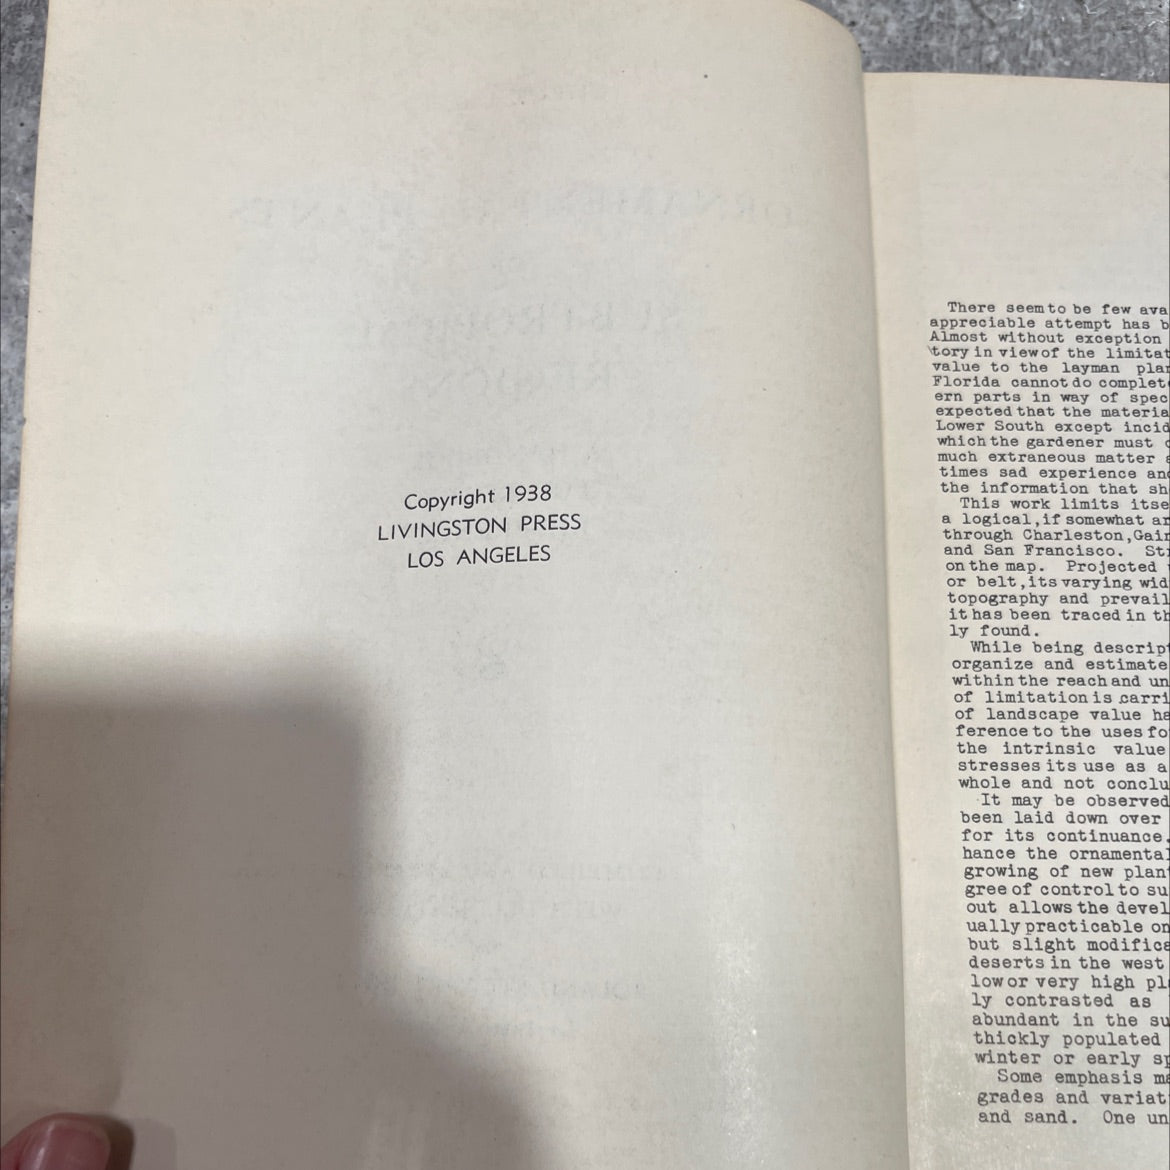 Copyright 1938
LIVINGSTON PRESS
LOS ANGELES
There seem to be few ava
appreciable attempt has b
Almost without exception
tory in view of the limitat
value to the layman plan
Florida cannot do complete
ern parts in way of spec
expected that the materia
Lower South except incid
which the gardener must
much extraneous matter
times sad experience and
the information that sh
This work limits itse
a logical, if somewhat ar
through Charleston, Gain
and San Francisco. St
on the map. Projected
or belt, its varying wid
topography and prevail
it has been traced in th
ly found.
While being descript
organize and estimate
within the reach and un
of limitation is carri
of landscape value ha
ference to the uses fo
the intrinsic value
stresses its use as a
whole and not conclu
It may be observed
been laid down over
for its continuance.
hance the ornamental
growing of new plant
gree of control to su
out allows the devel
ually practicable on
but slight modifica
deserts in the west
low or very high pl
ly contrasted as
abundant in the su
thickly populated
winter or early sp
Some emphasis ma
grades and variat
and sand. One un